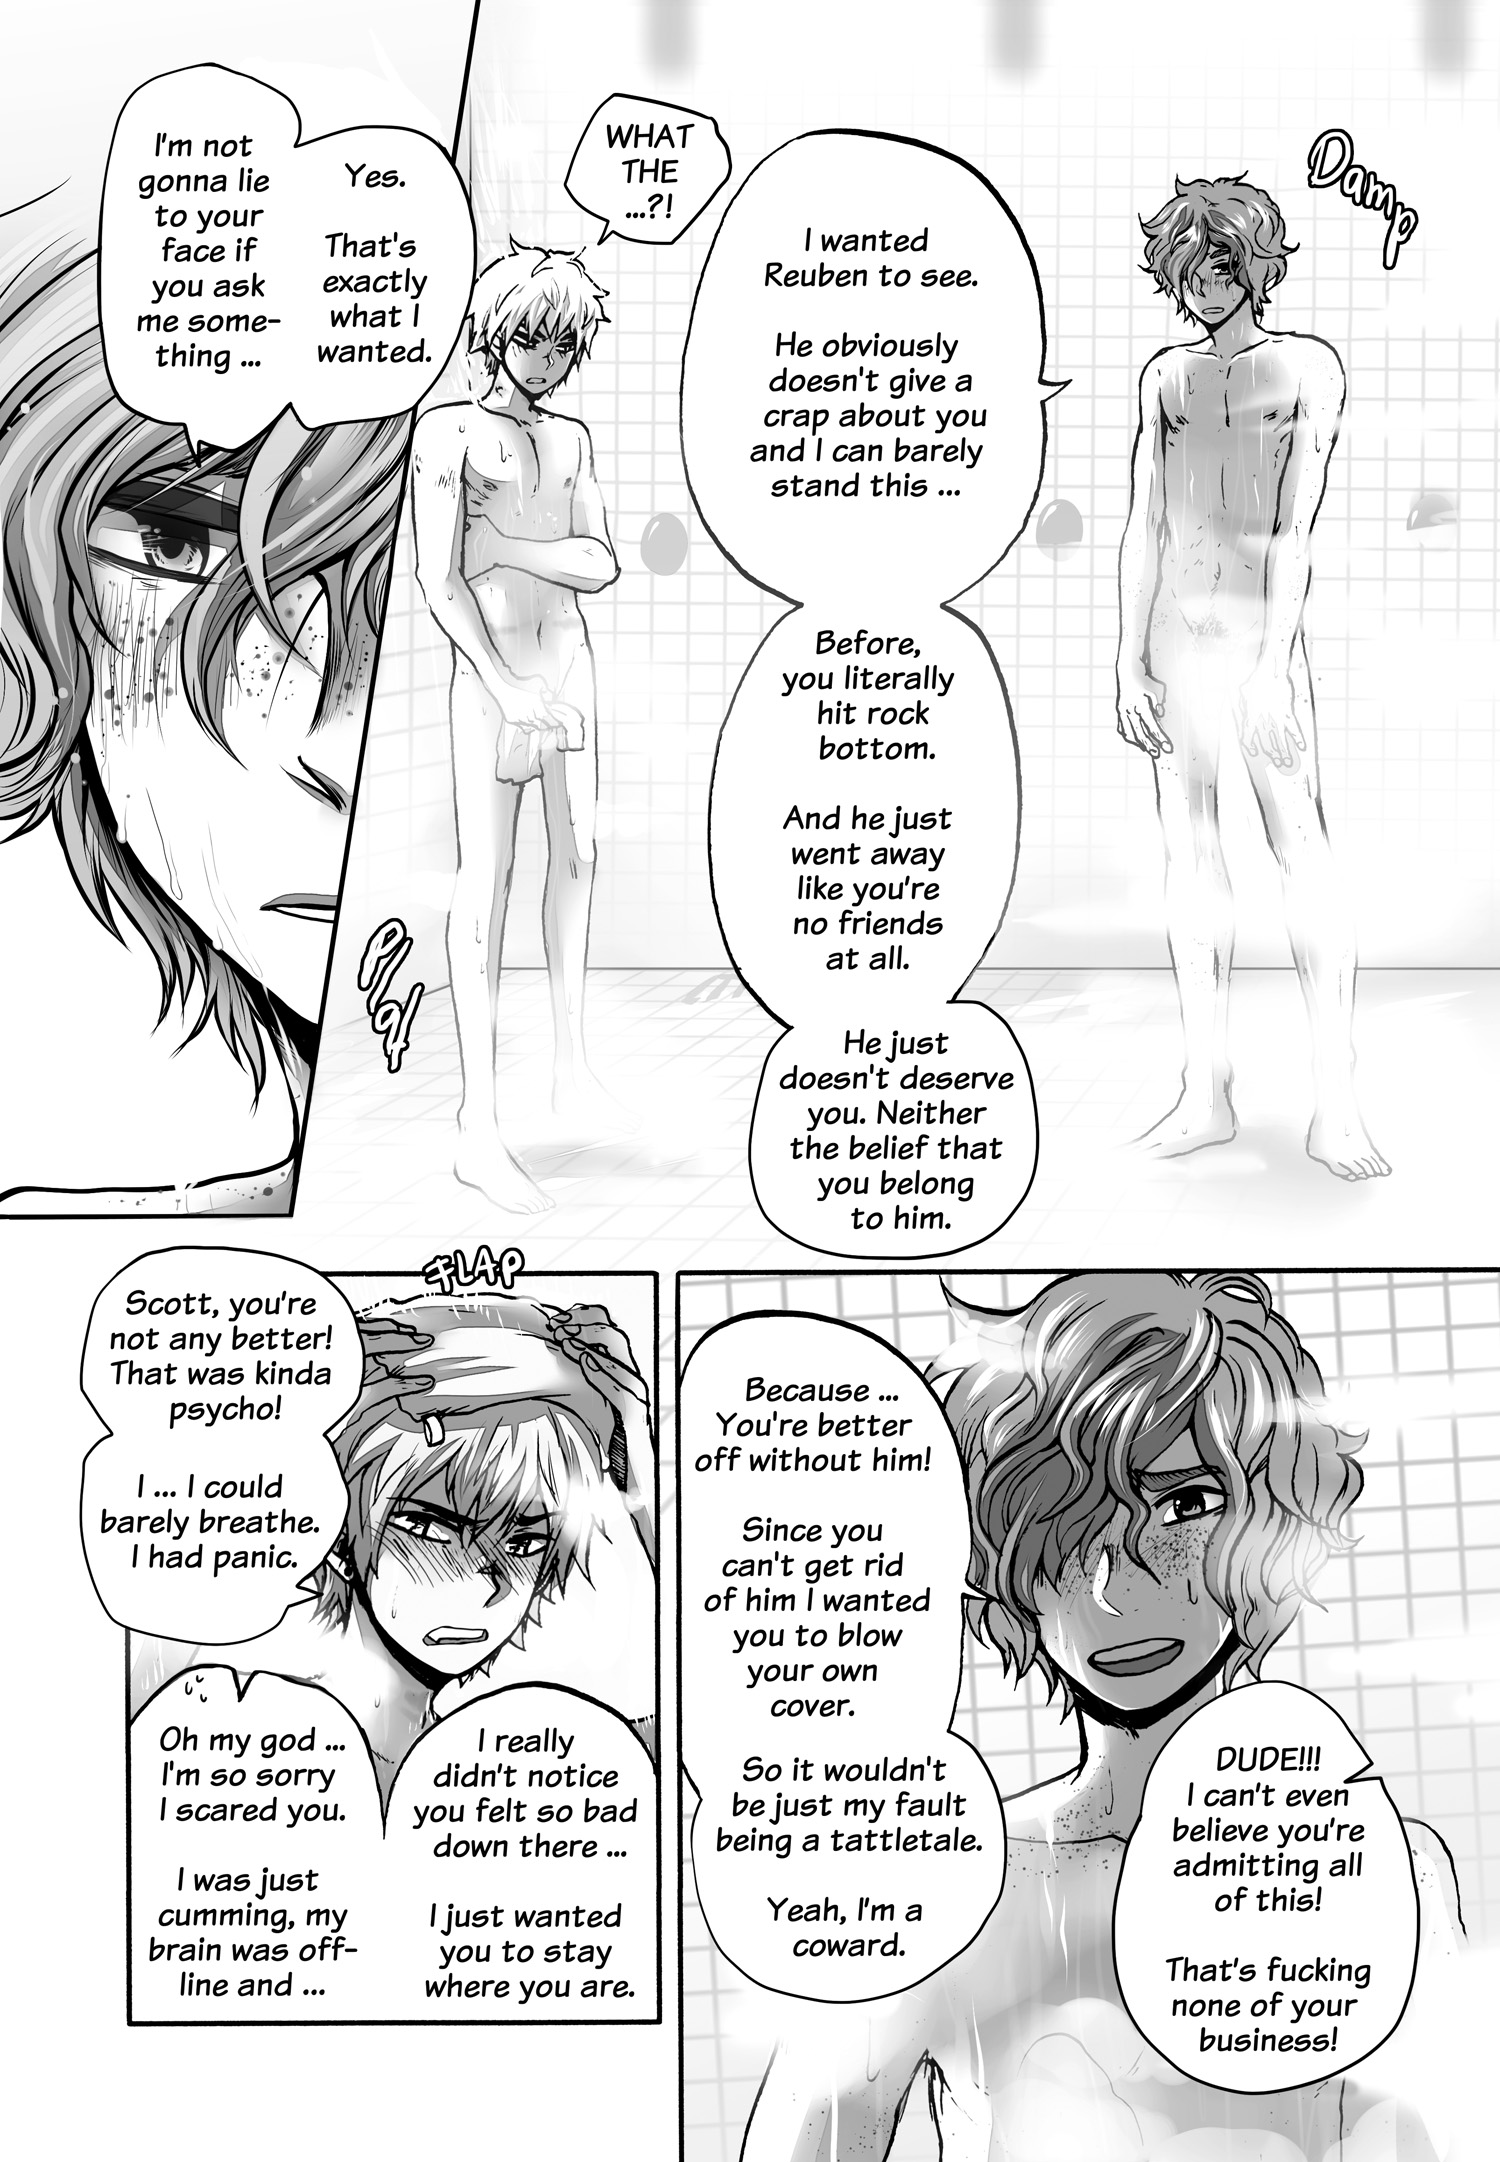 I'm not
gonna lie
to your
face if
you ask
me some-
thing ...
Yes.
That's
exactly
what I
wanted.
WHAT
THE
...?!
I wanted
Reuben to see.
He obviously
doesn't give a
crap about you
and I can barely
stand this ...
Before,
you literally
hit rock
bottom.
And he just
went away
like you're
no friends
at all.
He just
doesn't deserve
you. Neither
the belief that
you belong
to him.
Damp
Plat
Scott, you're
not any better!
That was kinda
psycho!
I ... I could
barely breathe.
I had panic.
FLAP
Oh my god ...
I'm so sorry
I scared you.
I was just
cumming, my
brain was off-
line and ...
I really
didn't notice
you felt so bad
down there ...
I just wanted
you to stay
where you are.
Because ...
You're better
off without him!
Since you
can't get rid
of him I wanted
you to blow
your own
cover.
So it wouldn't
be just my fault
being a tattletale.
Yeah, I'm a
coward.
DUDE!!!
I can't even
believe you're
admitting all
of this!
That's fucking
none of your
business!